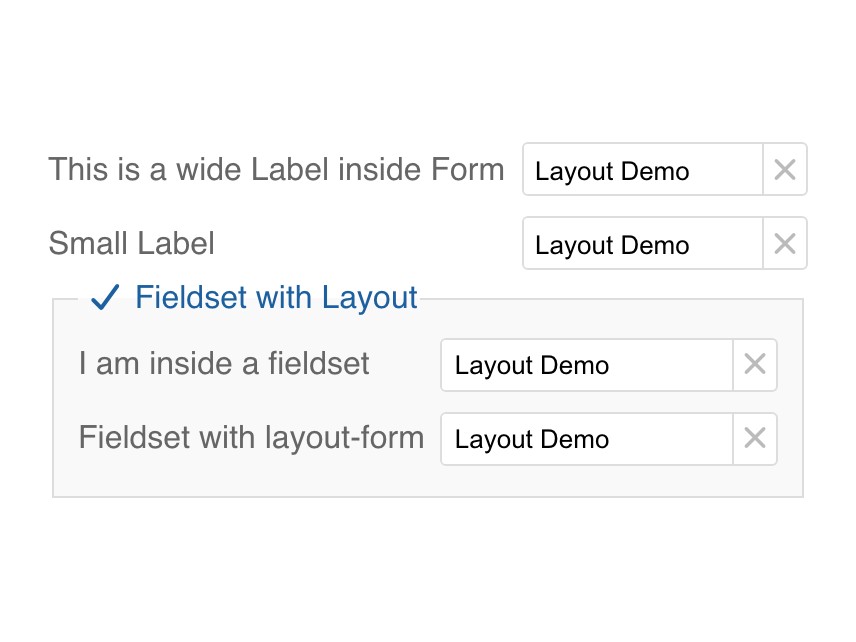 This is a wide Label inside Form Layout Demo
Small Label Layout Demo
Fieldset with Layout
I am inside a fieldset Layout Demo
Fieldset with layout-form Layout Demo